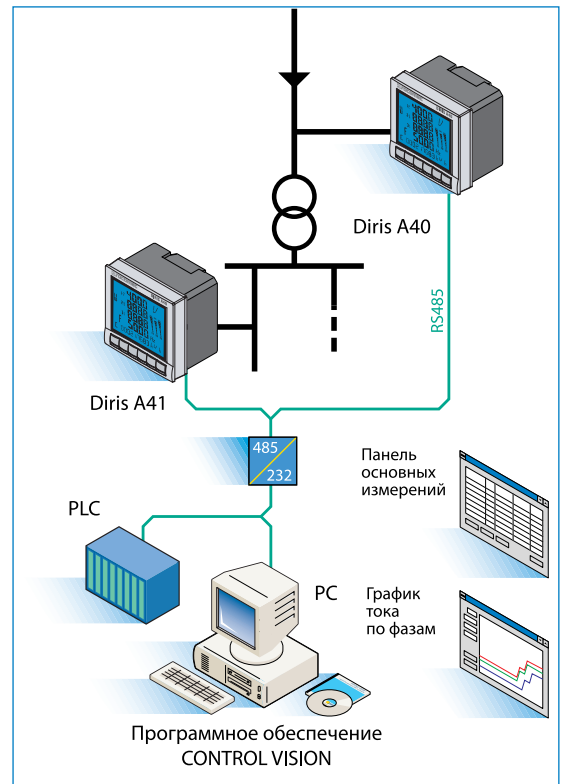 Diris A40
RS485
Diris A41
485
232
Панель
основных
измерений
PLC
PC
График
тока
по фазам
Программное обеспечение
CONTROL VISION